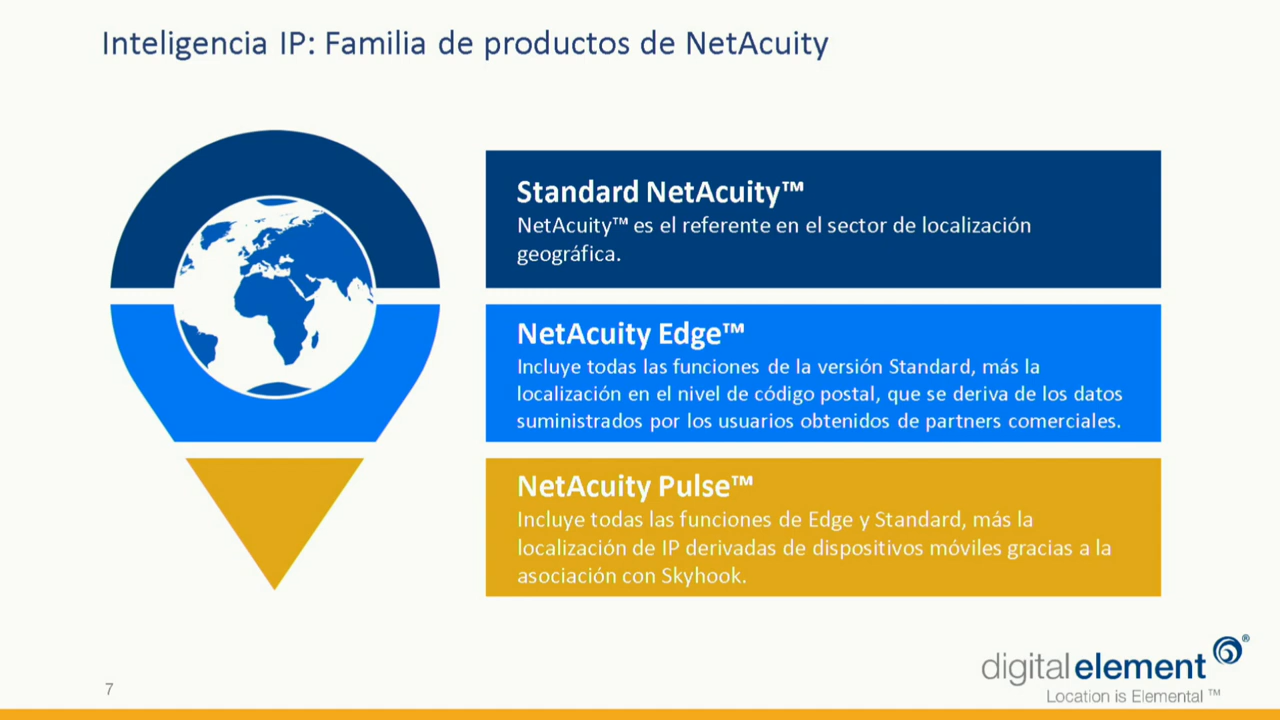 Inteligencia IP: Familia de productos de NetAcuity
Standard NetAcuity™
NetAcuity™ es el referente en el sector de localización
geográfica.
NetAcuity Edge™
Incluye todas las funciones de la versión Standard, más la
localización en el nivel de código postal, que se deriva de los datos
suministrados por los usuarios obtenidos de partners comerciales.
NetAcuity Pulse™
Incluye todas las funciones de Edge y Standard, más la
localización de IP derivadas de dispositivos móviles gracias a la
asociación con Skyhook.
digitalelement®
Location is Elemental ™
7